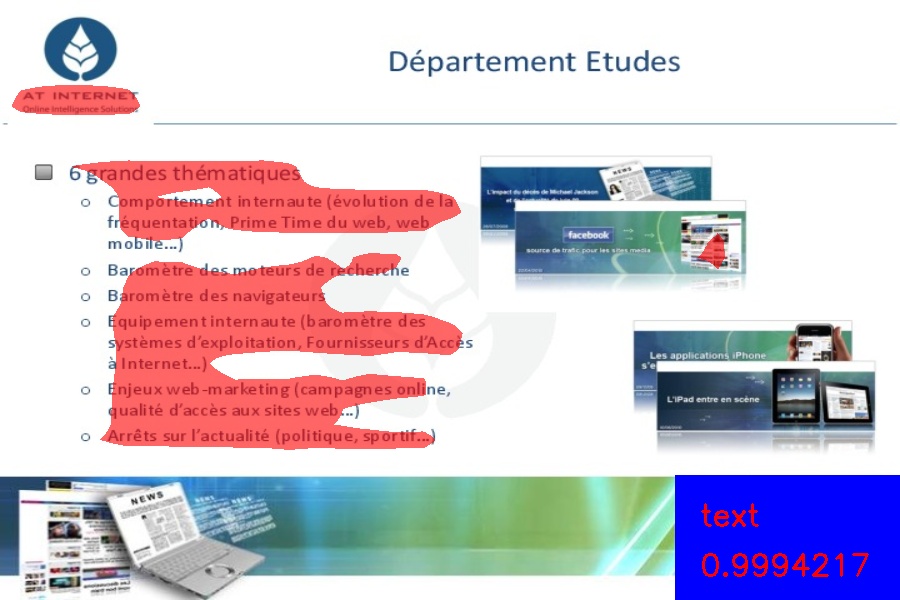 AT INTERNET
Online Intelligence Solutions
Département Etudes
6 grandes thématiques
Comportement internaute (évolution de la
fréquentation, Prime Time du web, web
mobile...)
Baromètre des moteurs de recherche
Baromètre des navigateurs
Equipement internaute (baromètre des
systèmes d'exploitation, Fournisseurs d'Accès
à Internet...)
Enjeux web-marketing (campagnes online,
qualité d'accès aux sites web...)
Arrêts sur l'actualité (politique, sportif...)
NEWS
L'impact du décès de Michael Jackson
facebook
source de trafic pour les sites media
Les applications iPhone
s'e
L'iPad entre en scène
NEWS
NEWS
NEWS
text
0.9994217